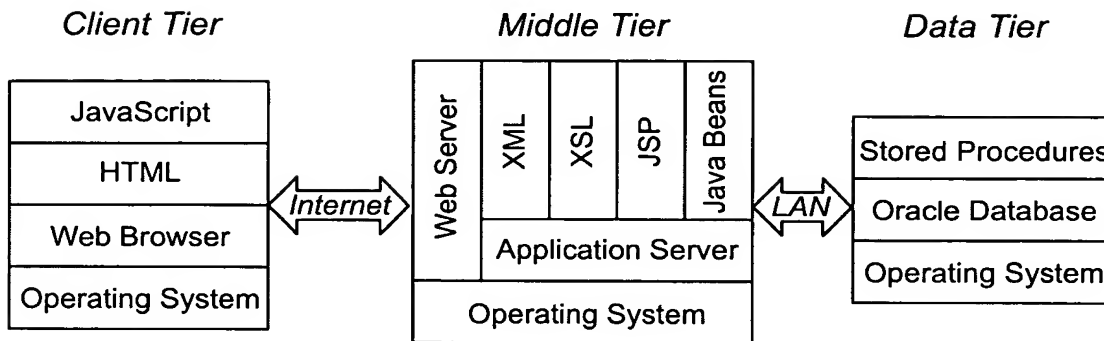 Client Tier
JavaScript
HTML
Web Browser
Operating System
Internet
Middle Tier
Web Server
XML
XSL
JSP
Java Beans
Application Server
Operating System
LAN
Data Tier
Stored Procedures
Oracle Database
Operating System